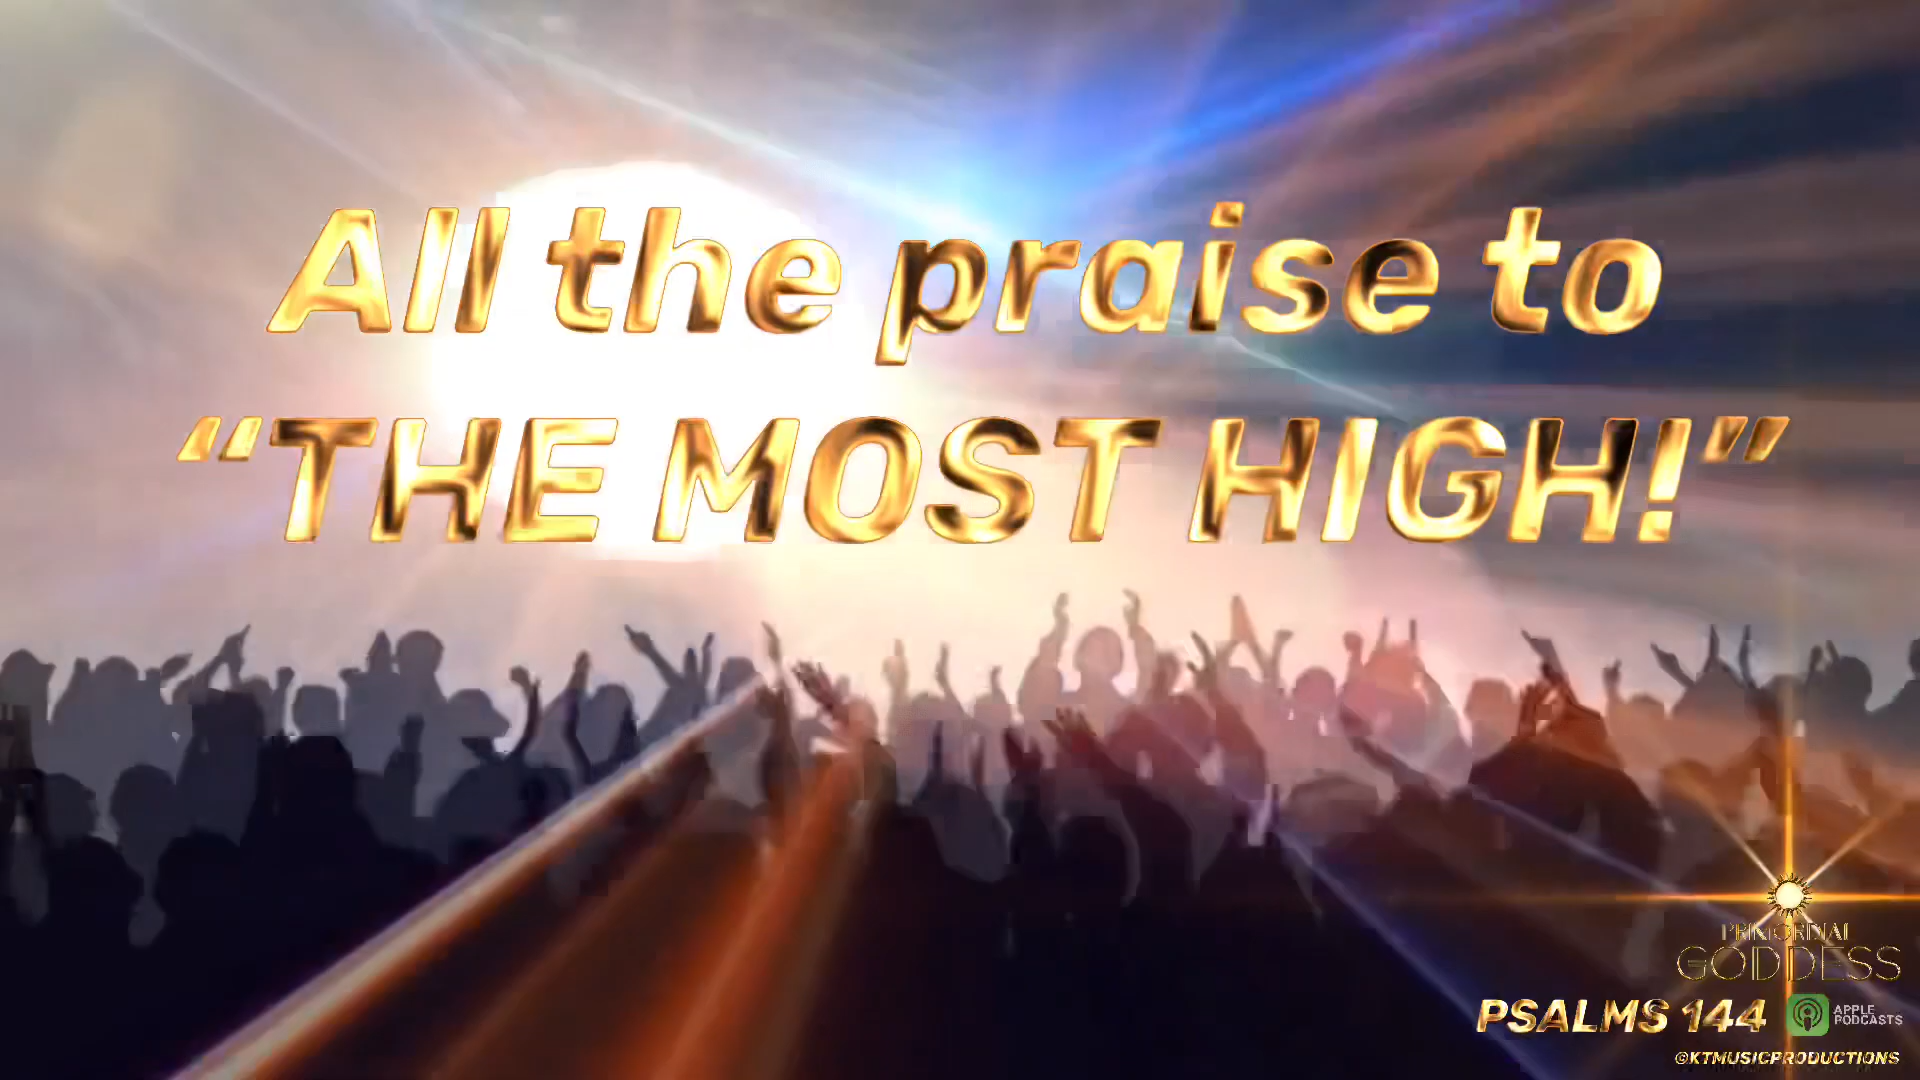 All the praise to
“THE MOST HIGH!”
PRIMORDIAL
GODDESS
PSALMS 144
APPLE
PODCASTS
©KTMUSICPRODUCTIONS